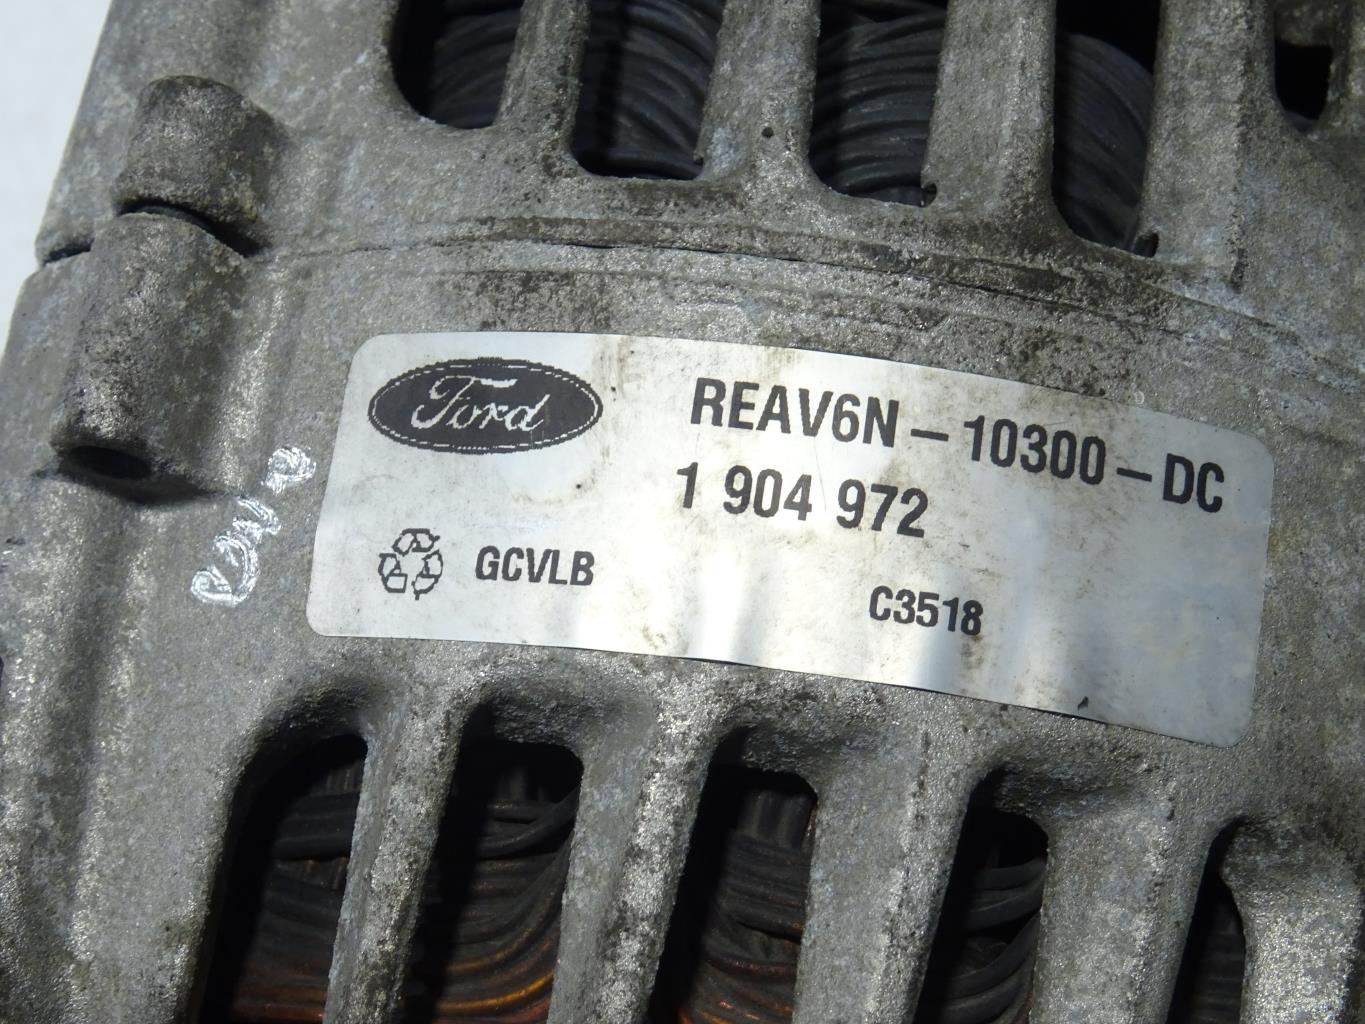 Ford
REAV6N-10300-DC
1 904 972
GCVLB
C3518